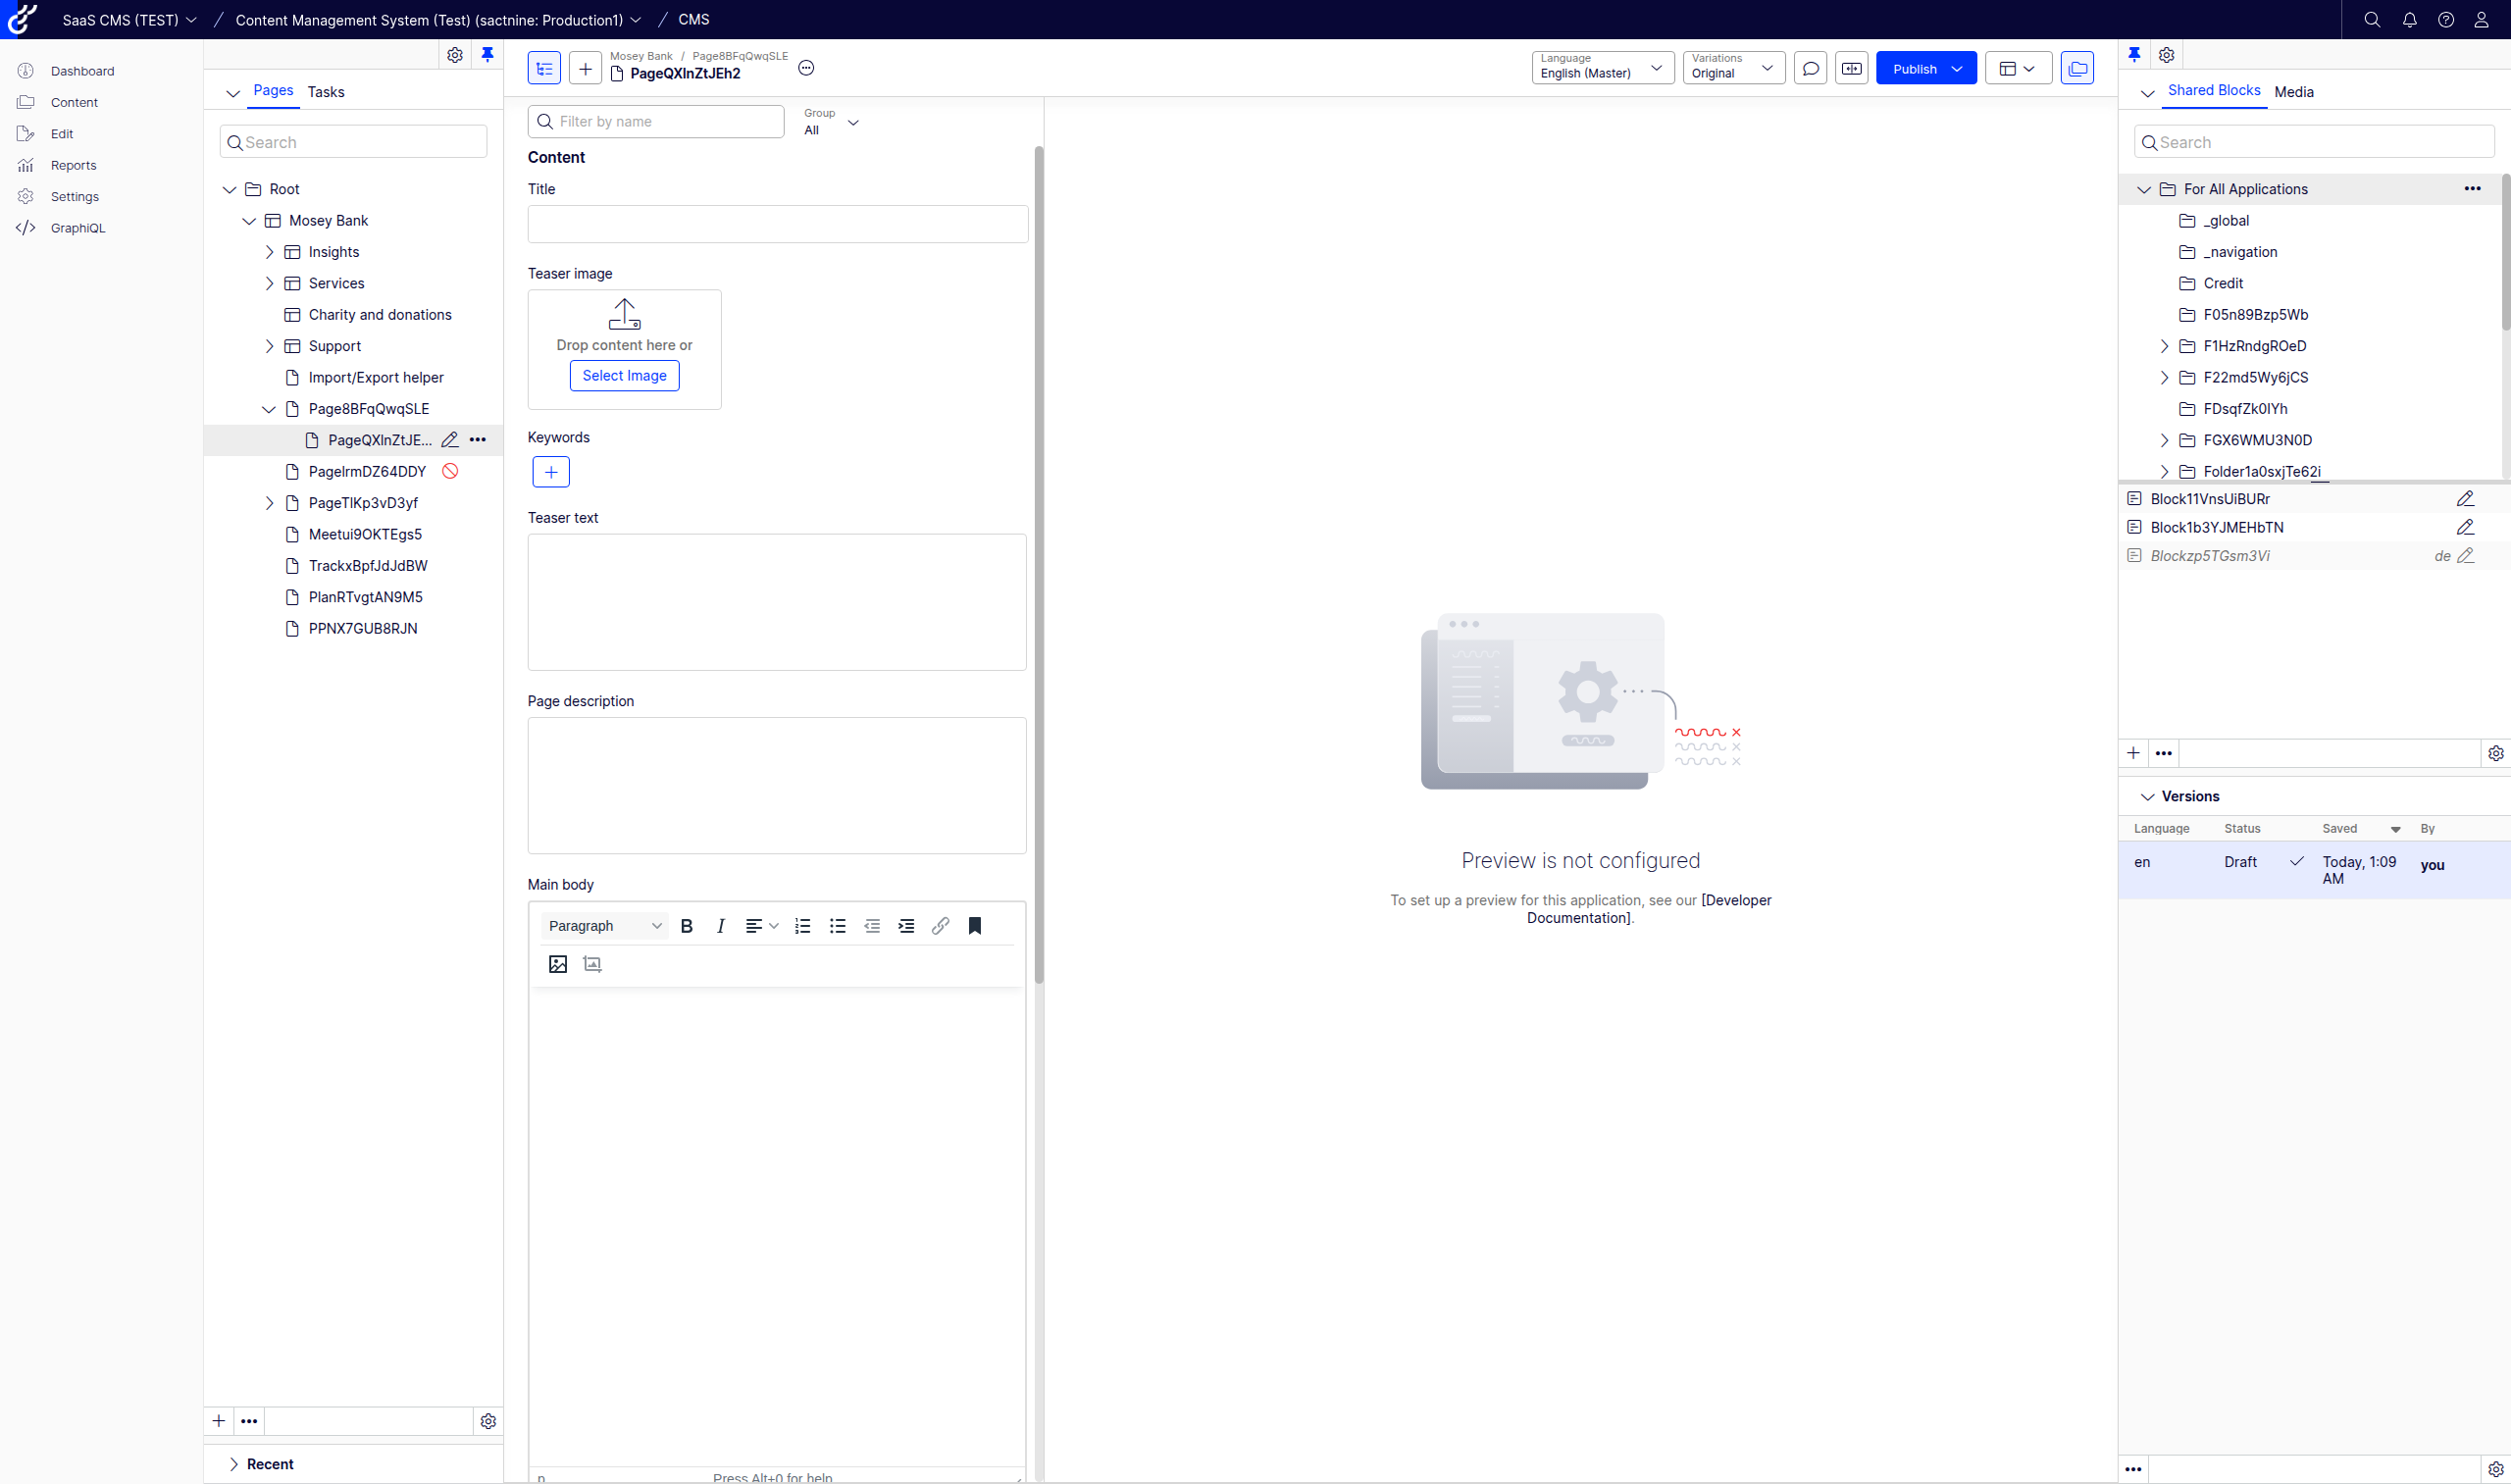 SaaS CMS (TEST) / Content Management System (Test) (sactnine: Production1) / CMS
Dashboard
Content
Edit
Reports
Settings
GraphiQL
Pages Tasks
Search
Root
Mosey Bank
Insights
Services
Charity and donations
Support
Import/Export helper
Page8BFqQwqSLE
PageQXInZtJE...
PageIrmDZ64DDY
PageTlKp3vD3yf
Meetui9OKTEgs5
TrackxBpfJdJdBW
PlanRTvgtAN9M5
PPNX7GUB8RJN
Recent
Mosey Bank / Page8BFqQwqSLE
PageQXInZtJEh2
Language
English (Master)
Variations
Original
Publish
Filter by name
Group
All
Content
Title
Teaser image
Drop content here or
Select Image
Keywords
Teaser text
Page description
Main body
Paragraph
p
Press Alt+0 for help
Preview is not configured
To set up a preview for this application, see our [Developer
Documentation].
Shared Blocks Media
Search
For All Applications
_global
_navigation
Credit
F05n89Bzp5Wb
F1HzRndgROeD
F22md5Wy6jCS
FDsqfZk0IYh
FGX6WMU3N0D
Folder1a0sxjTe62i
Block11VnsUiBURr
Block1b3YJMEHbTN
Blockzp5TGsm3Vi de
Versions
Language Status Saved By
en Draft Today, 1:09
AM you